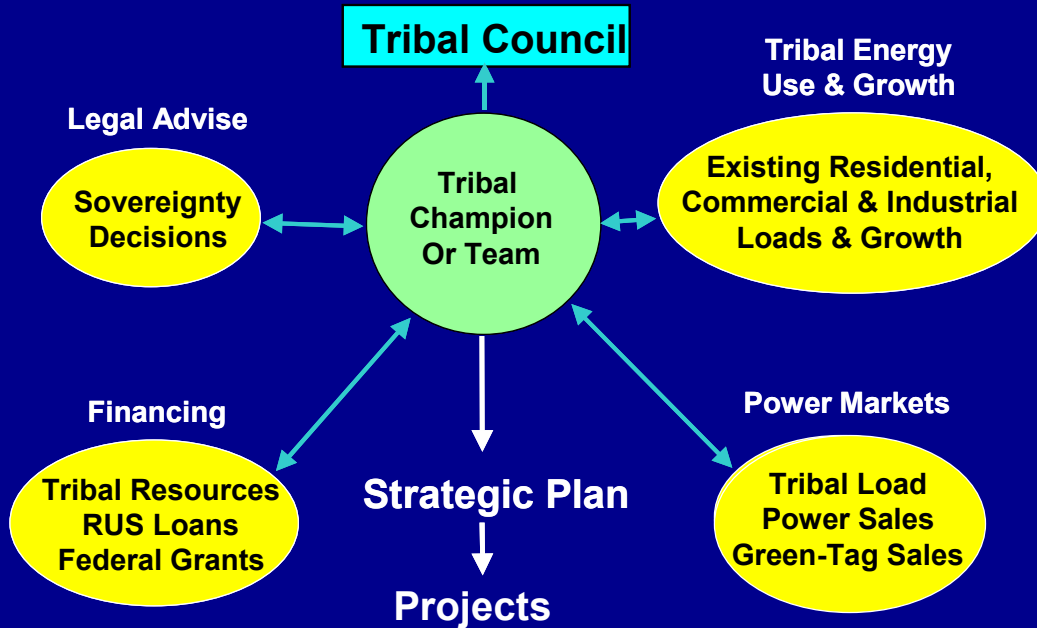 Tribal Council
Tribal Energy
Use & Growth
Legal Advise
Sovereignty
Decisions
Tribal
Champion
Or Team
Existing Residential,
Commercial & Industrial
Loads & Growth
Financing
Tribal Resources
RUS Loans
Federal Grants
Strategic Plan
Projects
Power Markets
Tribal Load
Power Sales
Green-Tag Sales